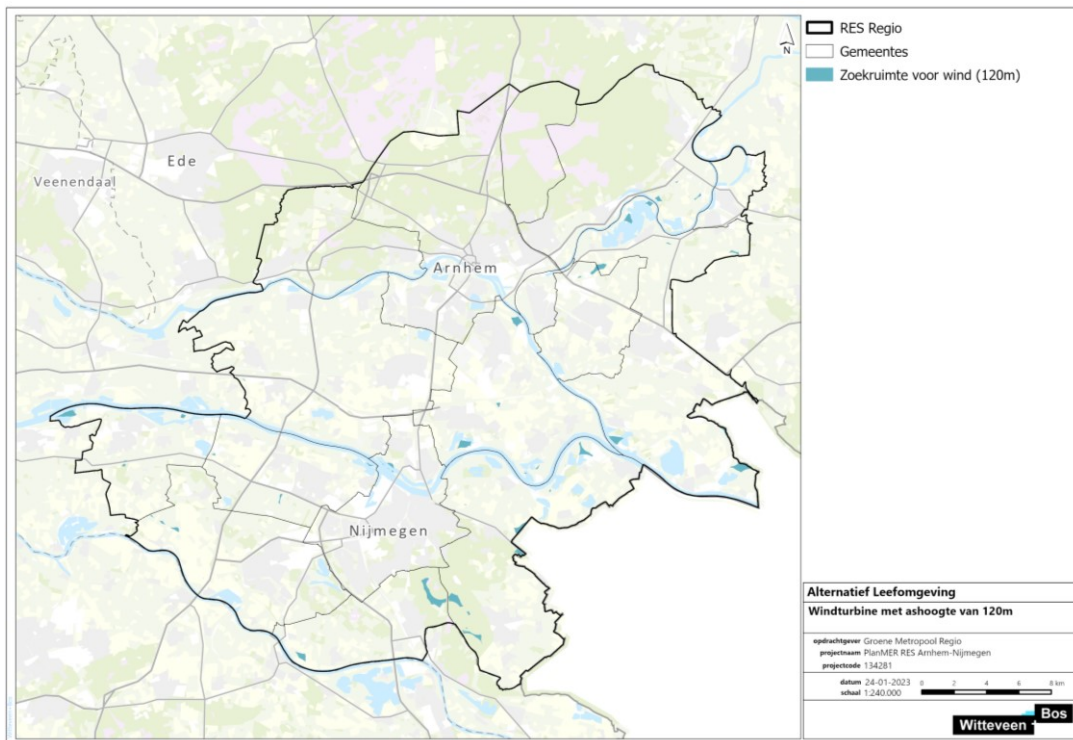 N
RES Regio
Gemeentes
Zoekruimte voor wind (120m)
Ede
Veenendaal
Arnhem
Nijmegen
Alternatief Leefomgeving
Windturbine met ashoogte van 120m
opdrachtgever Groene Metropool Regio
projectnaam PlanMER RES Arnhem-Nijmegen
projectcode 134281
datum 24-01-2023
0 2 4 6 8 km
schaal 1:240.000
Witteveen + Bos